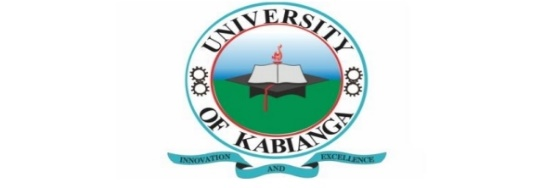 UNIVERSITY
OF KABIANGA
INNOVATION AND EXCELLENCE